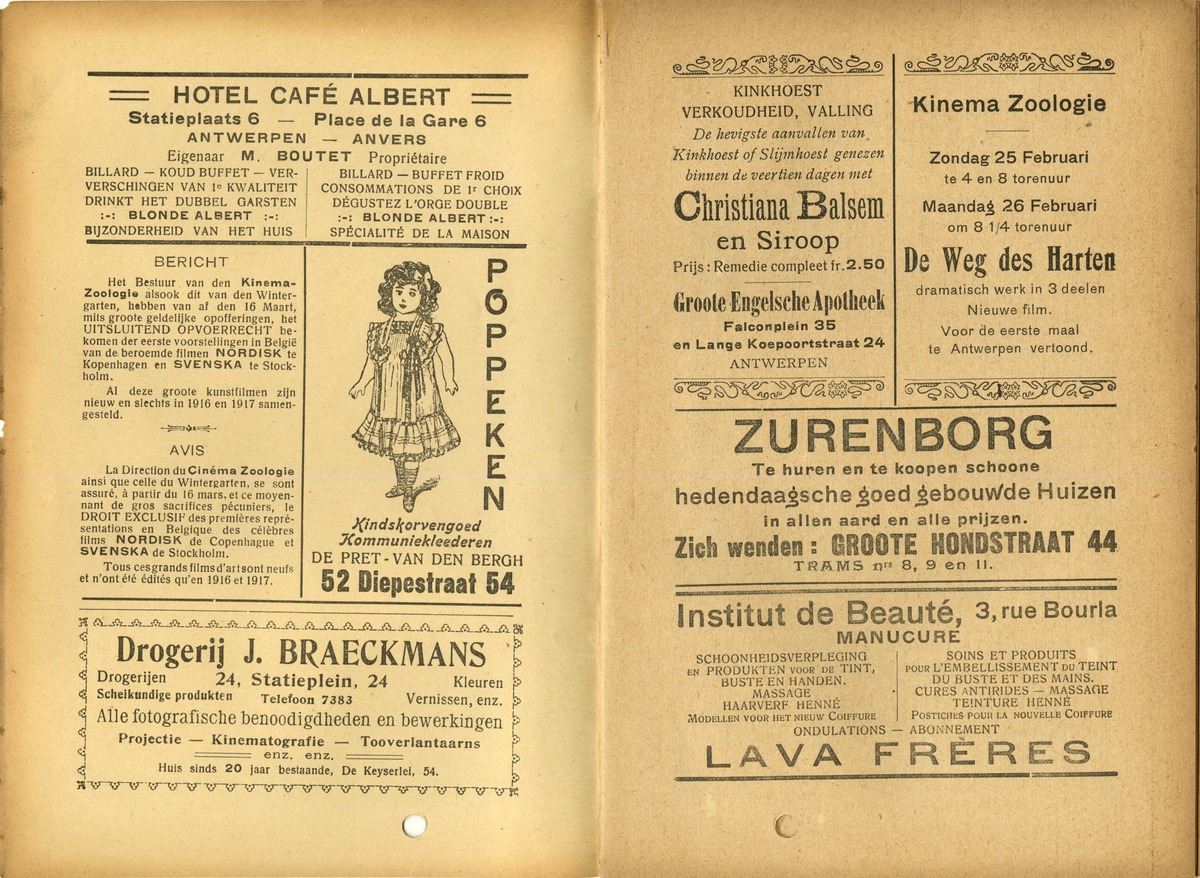 HOTEL CAFÉ ALBERT
Statieplaats 6 — Place de la Gare 6
ANTWERPEN — ANVERS
Eigenaar M. BOUTET Propriétaire
BILLARD — KOUD BUFFET — VER-
VERSCHINGEN VAN 1e KWALITEIT
DRINKT HET DUBBEL GARSTEN
:-: BLONDE ALBERT :-:
BIJZONDERHEID VAN HET HUIS
BILLARD — BUFFET FROID
CONSOMMATIONS DE 1r CHOIX
DÉGUSTEZ L'ORGE DOUBLE
:-: BLONDE ALBERT :-:
SPÉCIALITÉ DE LA MAISON
BERICHT
Het Bestuur van den Kinema-
Zoologie alsook dit van den Winter-
garten, hebben van af den 16 Maart,
mits groote geldelijke opofferingen, het
UITSLUITEND OPVOERRECHT be-
komen der eerste voorstellingen in België
van de beroemde filmen NORDISK te
Kopenhagen en SVENSKA te Stock-
holm.
Al deze groote kunstfilmen zijn
nieuw en slechts in 1916 en 1917 samen-
gesteld.
AVIS
La Direction du Cinéma Zoologie
ainsi que celle du Wintergarten, se sont
assuré, à partir du 16 mars, et ce moyen-
nant de gros sacrifices pécuniers, le
DROIT EXCLUSIF des premières repré-
sentations en Belgique des célèbres
films NORDISK de Copenhague et
SVENSKA de Stockholm.
Tous ces grands films d'art sont neufs
et n'ont été édités qu'en 1916 et 1917.
POPPEKEN
Kindskorvengoed
Kommuniekleederen
DE PRET-VAN DEN BERGH
52 Diepestraat 54
Drogerij J. BRAECKMANS
Drogerijen 24, Statieplein, 24 Kleuren
Scheikundige produkten Telefoon 7383 Vernissen, enz.
Alle fotografische benoodigdheden en bewerkingen
Projectie — Kinematografie — Tooverlantaarns
enz. enz.
Huis sinds 20 jaar bestaande, De Keyserlei, 54.
KINKHOEST
VERKOUDHEID, VALLING
De hevigste aanvallen van
Kinkhoest of Slijmhoest genezen
binnen de veertien dagen met
Christiana Balsem
en Siroop
Prijs : Remedie compleet fr. 2.50
Groote Engelsche Apotheek
Falconplein 35
en Lange Koepoortstraat 24
ANTWERPEN
Kinema Zoologie
Zondag 25 Februari
te 4 en 8 torenuur
Maandag 26 Februari
om 8 1/4 torenuur
De Weg des Harten
dramatisch werk in 3 deelen
Nieuwe film.
Voor de eerste maal
te Antwerpen vertoond.
ZURENBORG
Te huren en te koopen schoone
hedendaagsche goed gebouwde Huizen
in allen aard en alle prijzen.
Zich wenden : GROOTE HONDSTRAAT 44
TRAMS nrs 8, 9 en 11.
Institut de Beauté, 3, rue Bourla
MANUCURE
SCHOONHEIDSVERPLEGING
EN PRODUKTEN VOOR DE TINT,
BUSTE EN HANDEN.
MASSAGE
HAARVERF HENNÉ
MODELLEN VOOR HET NIEUW COIFFURE
SOINS ET PRODUITS
POUR L'EMBELLISSEMENT DU TEINT
DU BUSTE ET DES MAINS.
CURES ANTIRIDES — MASSAGE
TEINTURE HENNÉ
POSTICHES POUR LA NOUVELLE COIFFURE
ONDULATIONS — ABONNEMENT
LAVA FRÈRES